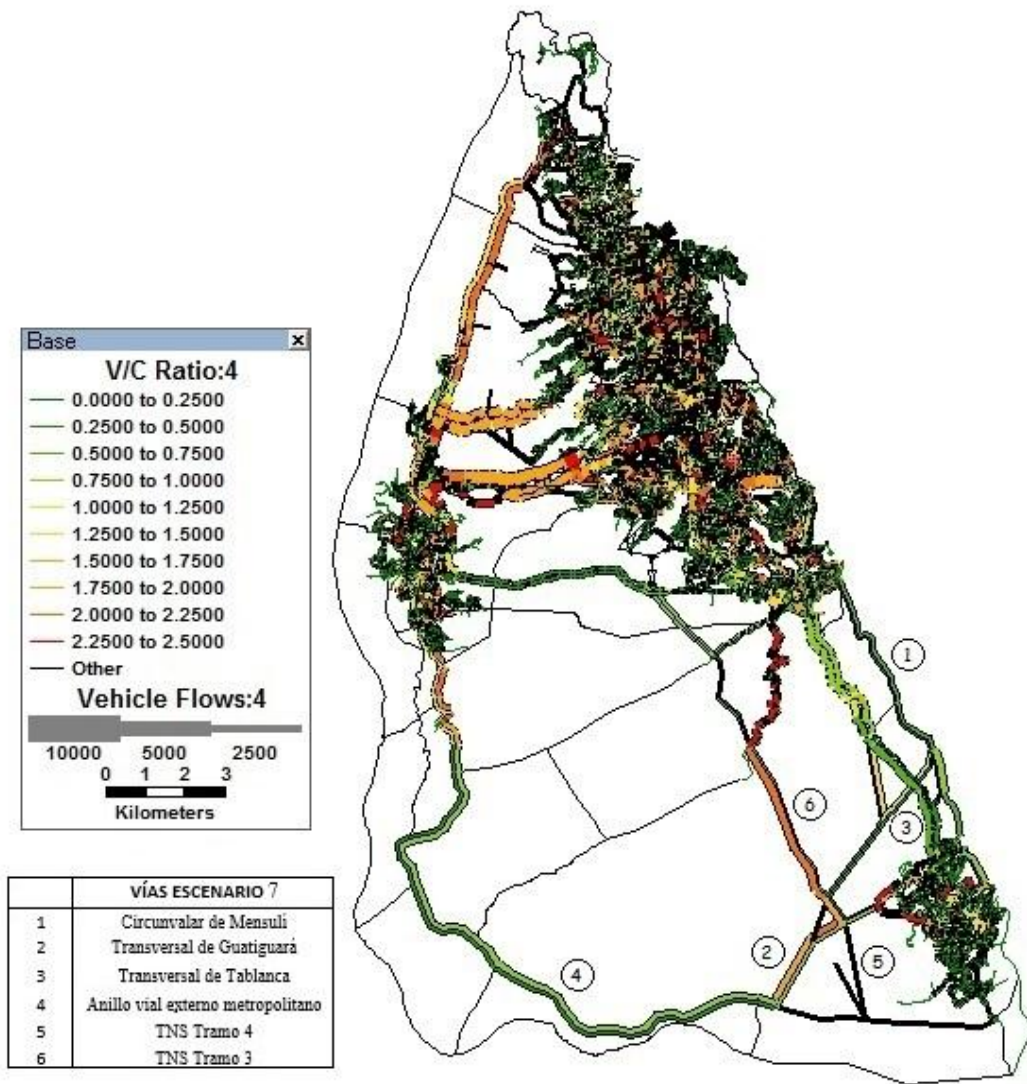 Base
V/C Ratio:4
0.0000 to 0.2500
0.2500 to 0.5000
0.5000 to 0.7500
0.7500 to 1.0000
1.0000 to 1.2500
1.2500 to 1.5000
1.5000 to 1.7500
1.7500 to 2.0000
2.0000 to 2.2500
2.2500 to 2.5000
Other
Vehicle Flows:4
10000 5000 2500
0 1 2 3
Kilometers
VÍAS ESCENARIO 7
1 Circunvalar de Mensulí
2 Transversal de Guatiguará
3 Transversal de Tablanca
4 Anillo vial externo metropolitano
5 TNS Tramo 4
6 TNS Tramo 3
1
6
3
2
5
4